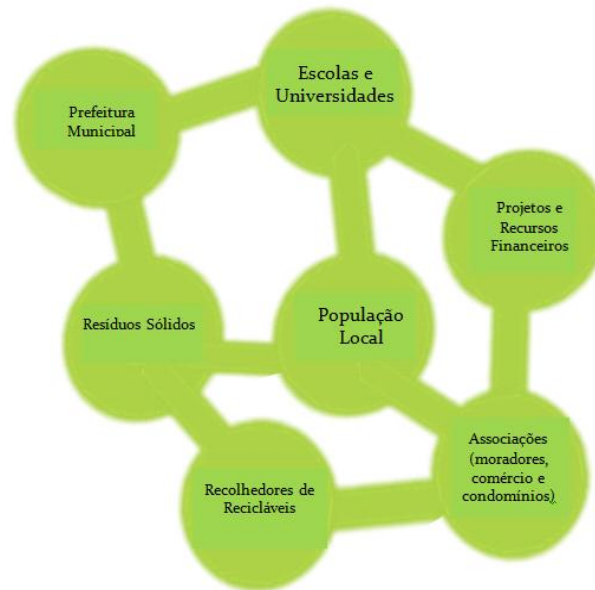 Escolas e
Universidades
Prefeitura
Municipal
Projetos e
Recursos
Financeiros
Resíduos Sólidos
População
Local
Associações
(moradores,
comércio e
condomínios)
Recolhedores de
Recicláveis